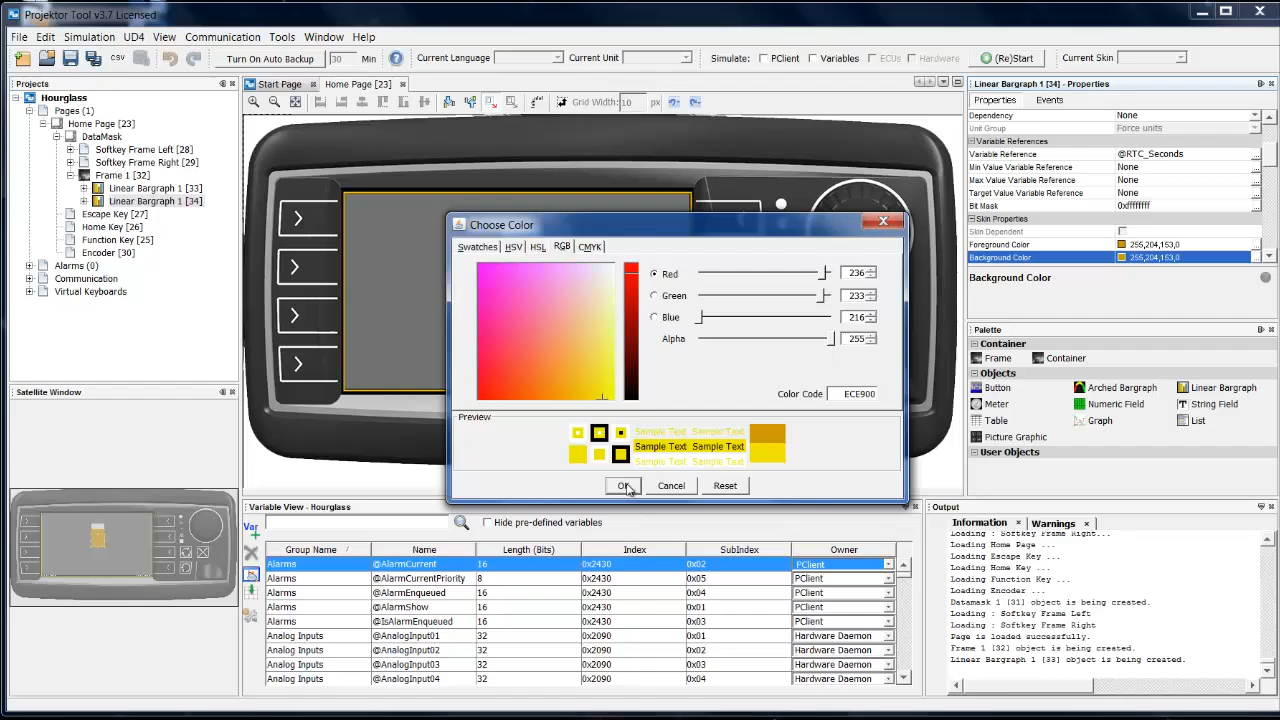 Projektor Tool v3.7 Licensed
File Edit Simulation UD4 View Communication Tools Window Help
CSV Turn On Auto Backup 30 Min Current Language Current Unit Simulate: PClient Variables ECUs Hardware (Re)Start Current Skin
Projects
Hourglass
Pages (1)
Home Page [23]
DataMask
Softkey Frame Left [28]
Softkey Frame Right [29]
Frame 1 [32]
Linear Bargraph 1 [33]
Linear Bargraph 1 [34]
Escape Key [27]
Home Key [26]
Function Key [25]
Encoder [30]
Alarms (0)
Communication
Virtual Keyboards
Satellite Window
Start Page Home Page [23]
Grid Width: 10 px
Choose Color
Swatches HSV HSL RGB CMYK
Red 236
Green 233
Blue 216
Alpha 255
Color Code ECE900
Preview
Sample Text Sample Text
Sample Text Sample Text
Sample Text Sample Text
OK Cancel Reset
Linear Bargraph 1 [34] - Properties
Properties Events
Dependency None
Unit Group Force units
Variable References
Variable Reference @RTC_Seconds ...
Min Value Variable Reference None ...
Max Value Variable Reference None ...
Target Value Variable Reference None ...
Bit Mask 0xffffffff ...
Skin Properties
Skin Dependent
Foreground Color 255,204,153,0 ...
Background Color 255,204,153,0 ...
Background Color
Palette
Container
Frame Container
Objects
Button Arched Bargraph Linear Bargraph
Meter Numeric Field String Field
Table Graph List
Picture Graphic
User Objects
Variable View - Hourglass
Var Hide pre-defined variables
Group Name Name Length (Bits) Index SubIndex Owner
Alarms @AlarmCurrent 16 0x2430 0x02 PClient
Alarms @AlarmCurrentPriority 8 0x2430 0x05 PClient
Alarms @AlarmEnqueued 16 0x2430 0x04 PClient
Alarms @AlarmShow 16 0x2430 0x01 PClient
Alarms @IsAlarmEnqueued 16 0x2430 0x03 PClient
Analog Inputs @AnalogInput01 32 0x2090 0x01 Hardware Daemon
Analog Inputs @AnalogInput02 32 0x2090 0x02 Hardware Daemon
Analog Inputs @AnalogInput03 32 0x2090 0x03 Hardware Daemon
Analog Inputs @AnalogInput04 32 0x2090 0x04 Hardware Daemon
Output
Information Warnings
Loading : Softkey Frame Right...
Loading Home Page ...
Loading Escape Key ...
Loading Home Key ...
Loading Function Key ...
Loading Encoder ...
Datamask 1 [31] object is being created.
Loading : Softkey Frame Left
Loading : Softkey Frame Right
Page is loaded successfully.
Frame 1 [32] object is being created.
Linear Bargraph 1 [33] object is being created.